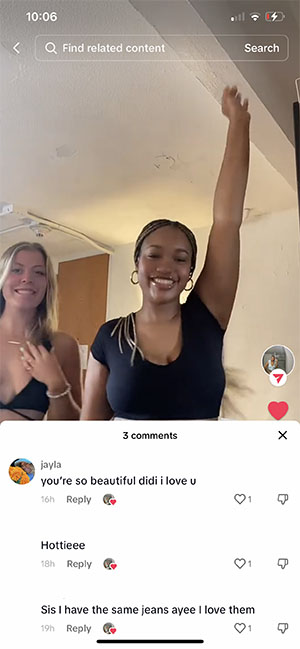 10:06
Find related content
Search
3 comments
jayla
you're so beautiful didi i love u
16h Reply
1
Hottieee
18h Reply
1
Sis I have the same jeans ayee I love them
19h Reply
1